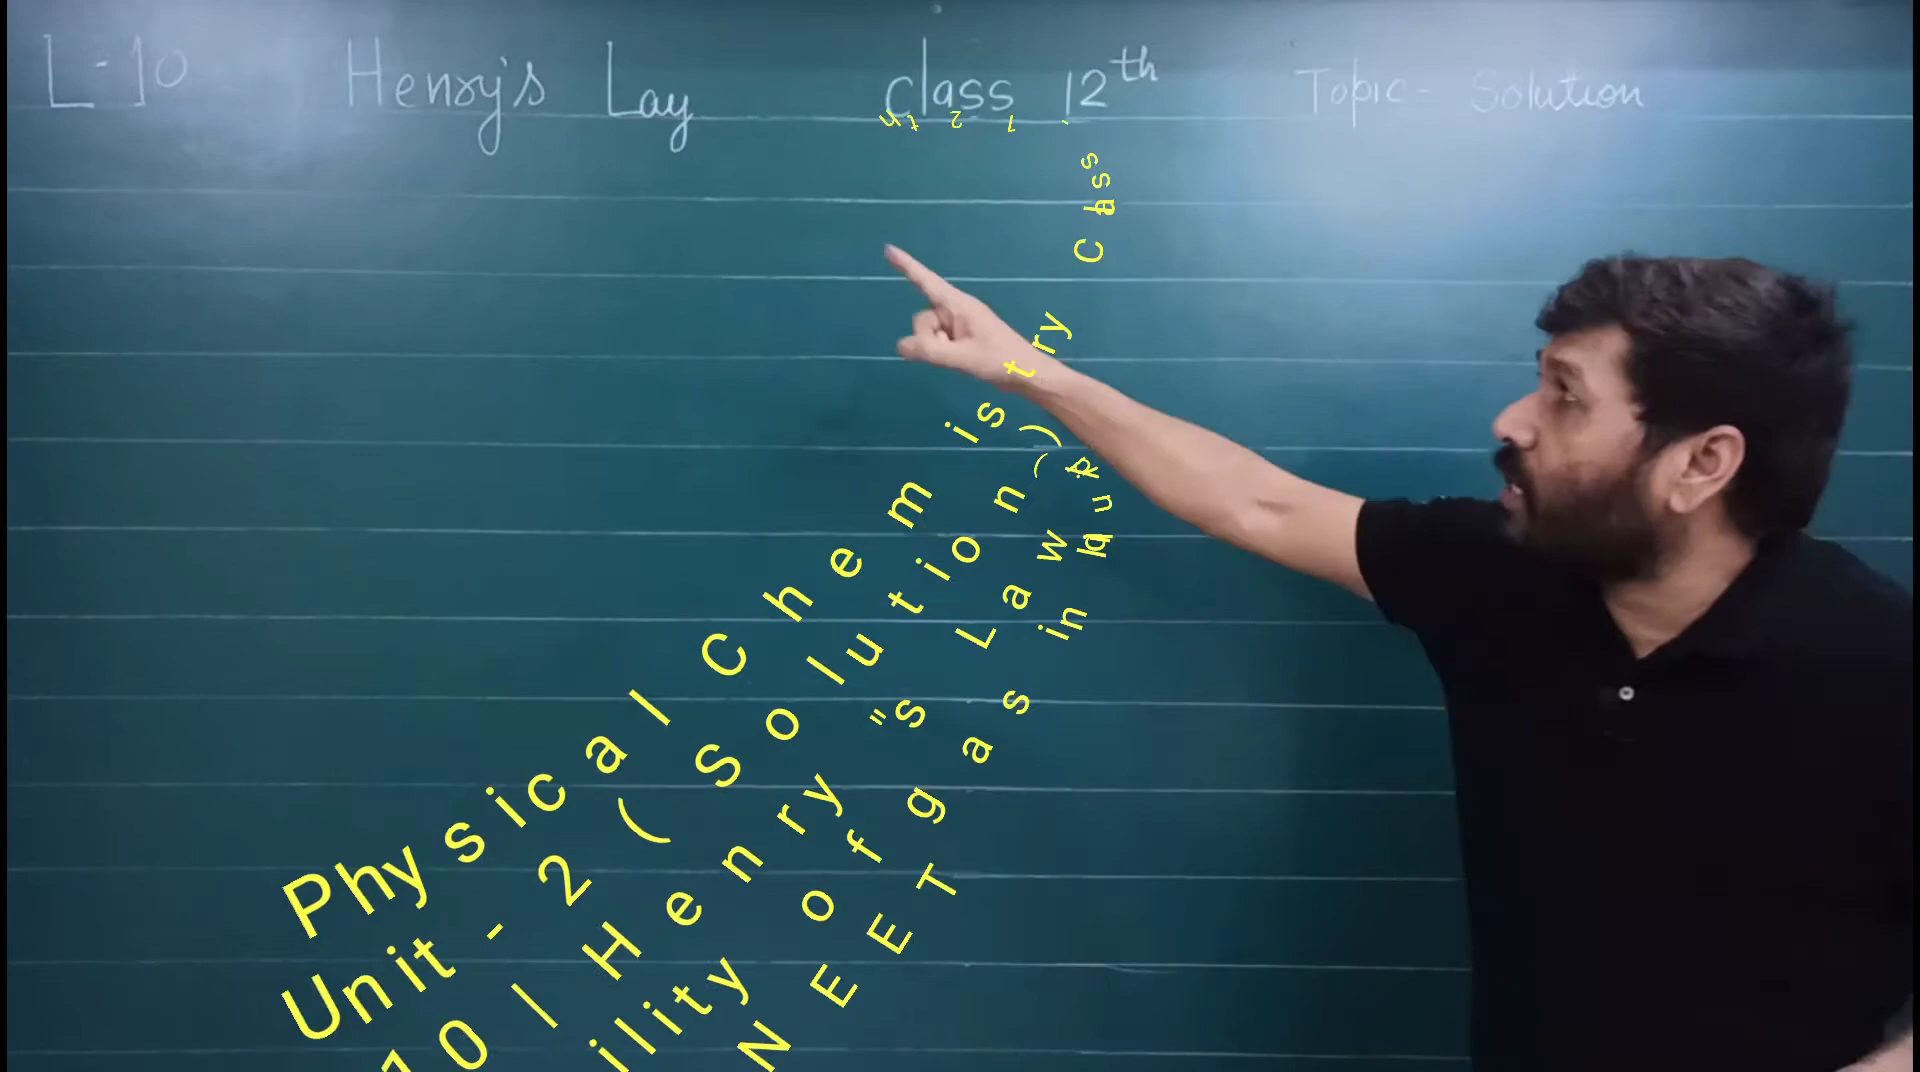 L-10 Henry's Lay class 12th Topic - Solution
Physical Chemistry Class 12th
Unit-2 (Solution)
10 | Henry"s Law
ility of gas in liquid
NEET